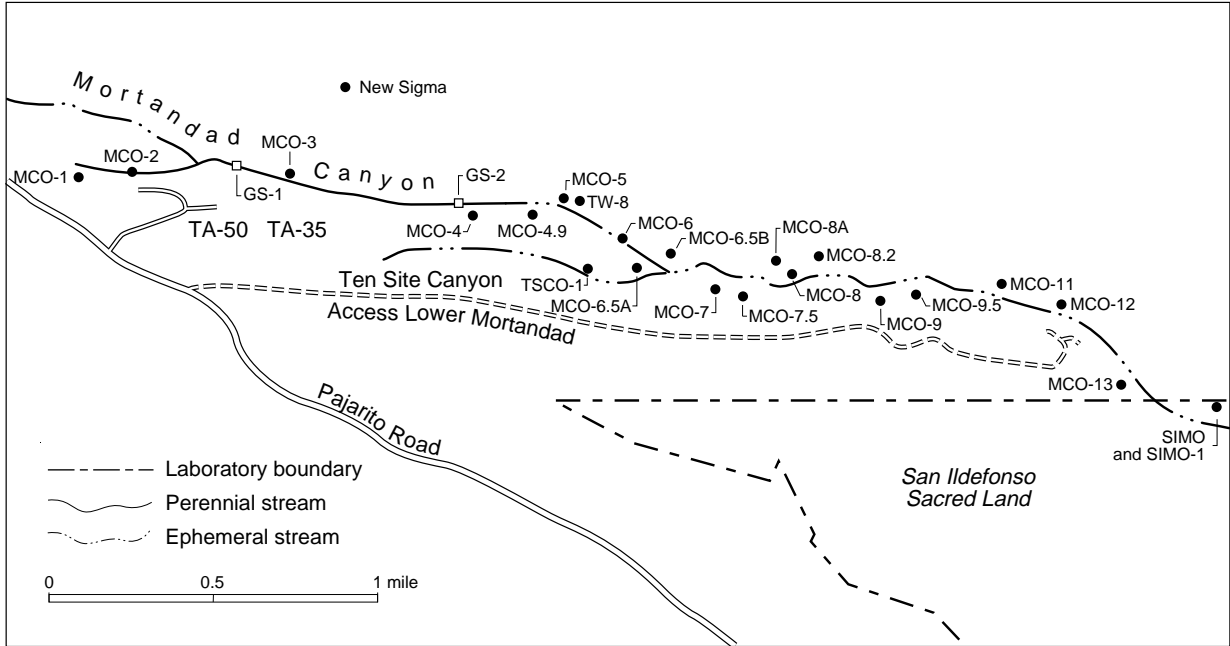 New Sigma
Mortandad Canyon
MCO-3
MCO-2
MCO-1
GS-1
GS-2
MCO-5
TW-8
TA-50
TA-35
MCO-4
MCO-4.9
MCO-6
MCO-6.5B
MCO-8A
MCO-8.2
Ten Site Canyon
TSCO-1
MCO-6.5A
MCO-7
MCO-7.5
MCO-8
MCO-9
MCO-9.5
MCO-11
MCO-12
Access Lower Mortandad
MCO-13
SIMO
and SIMO-1
Pajarito Road
San Ildefonso
Sacred Land
Laboratory boundary
Perennial stream
Ephemeral stream
0 0.5 1 mile